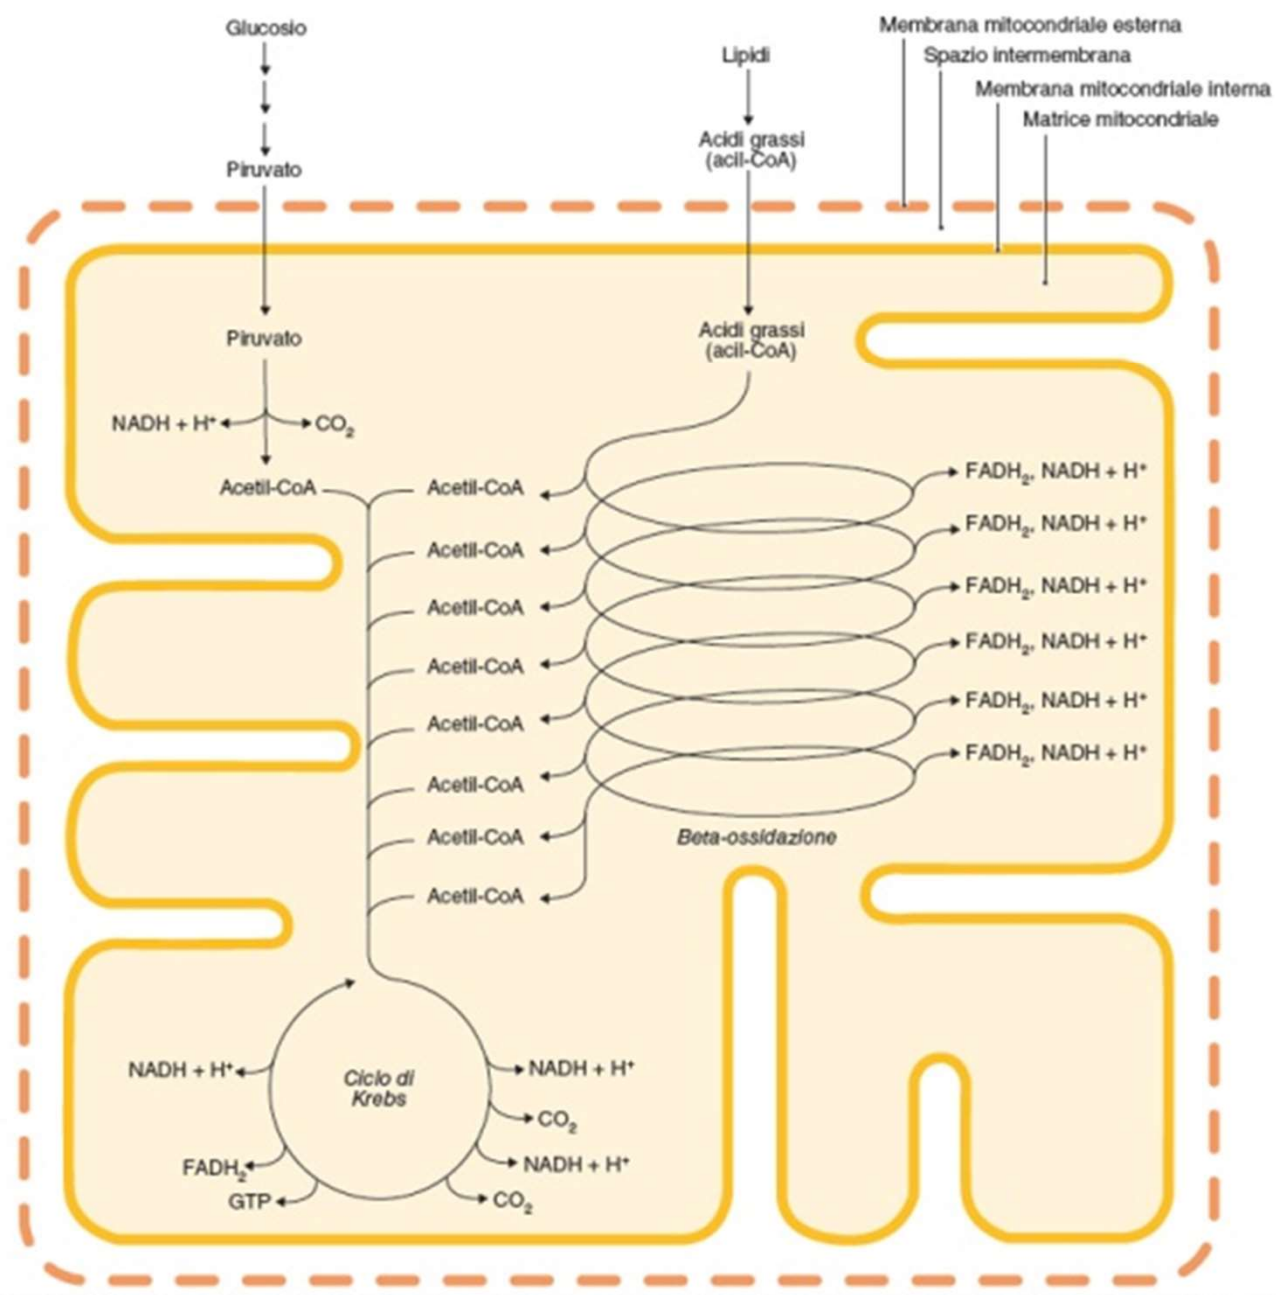 Glucosio
Piruvato
Lipidi
Acidi grassi
(acil-CoA)
Membrana mitocondriale esterna
Spazio intermembrana
Membrana mitocondriale interna
Matrice mitocondriale
Piruvato
NADH + H⁺
CO₂
Acetil-CoA
Acidi grassi
(acil-CoA)
Acetil-CoA
Acetil-CoA
Acetil-CoA
Acetil-CoA
Acetil-CoA
Acetil-CoA
Acetil-CoA
Acetil-CoA
FADH₂, NADH + H⁺
FADH₂, NADH + H⁺
FADH₂, NADH + H⁺
FADH₂, NADH + H⁺
FADH₂, NADH + H⁺
FADH₂, NADH + H⁺
Beta-ossidazione
Ciclo di
Krebs
NADH + H⁺
NADH + H⁺
CO₂
NADH + H⁺
CO₂
FADH₂
GTP